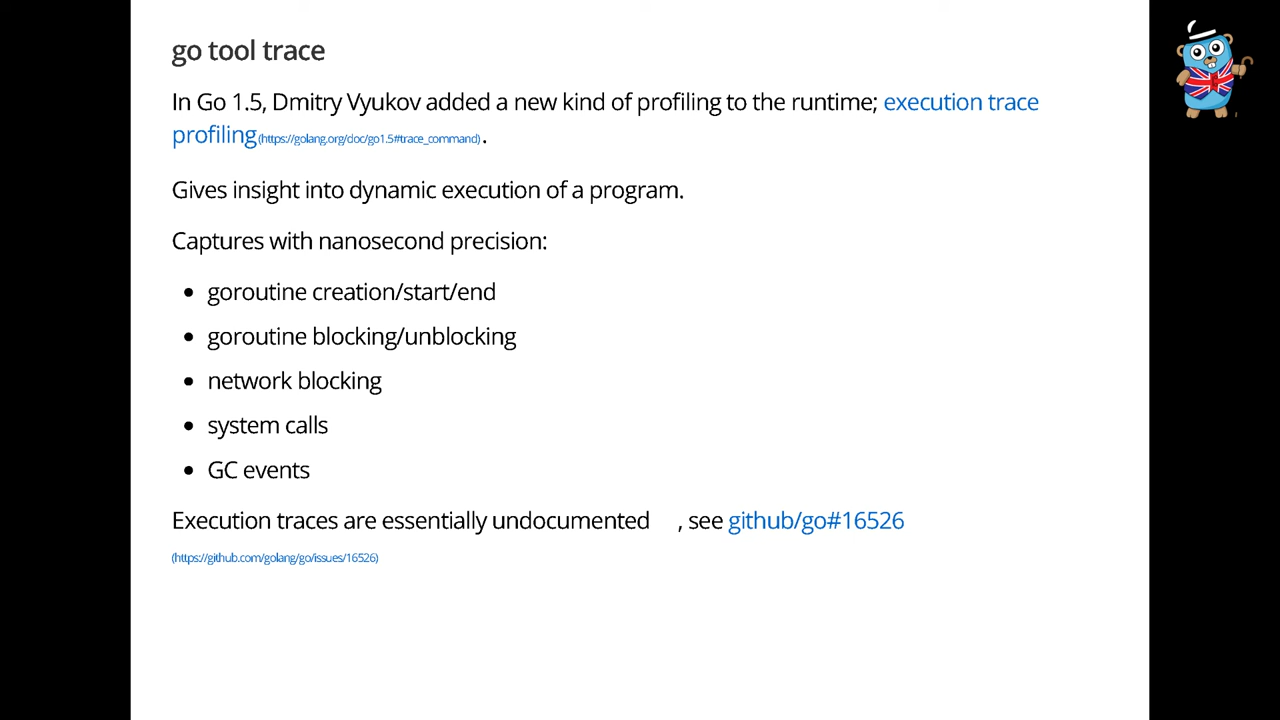 go tool trace
In Go 1.5, Dmitry Vyukov added a new kind of profiling to the runtime; execution trace
profiling (https://golang.org/doc/go1.5#trace_command) .
Gives insight into dynamic execution of a program.
Captures with nanosecond precision:
• goroutine creation/start/end
• goroutine blocking/unblocking
• network blocking
• system calls
• GC events
Execution traces are essentially undocumented , see github/go#16526
(https://github.com/golang/go/issues/16526)